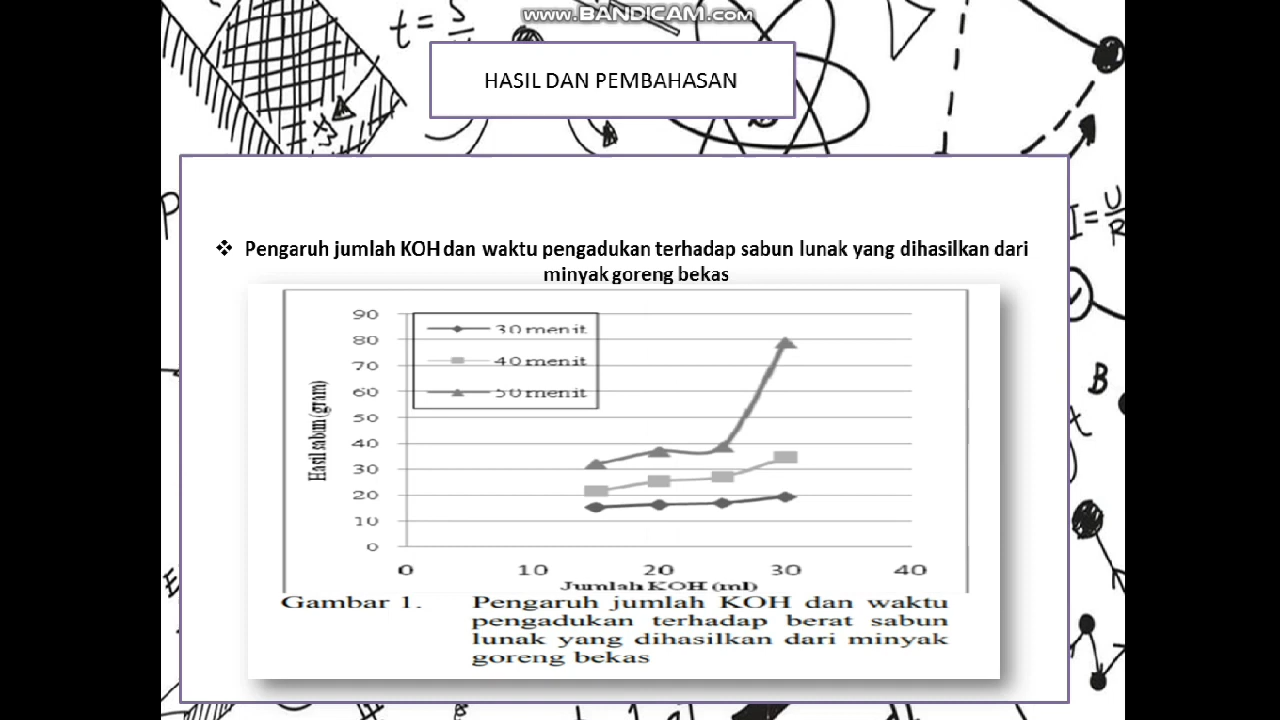 www.BANDICAM.com
t = S/
HASIL DAN PEMBAHASAN
x3
P
I = U/R
❖ Pengaruh jumlah KOH dan waktu pengadukan terhadap sabun lunak yang dihasilkan dari
minyak goreng bekas
90
80
70
60
50
40
30
20
10
0
30 menit
40 menit
50 menit
Hasil sabun (gram)
0 10 20 30 40
Jumlah KOH (ml)
Gambar 1. Pengaruh jumlah KOH dan waktu
pengadukan terhadap berat sabun
lunak yang dihasilkan dari minyak
goreng bekas
B
E